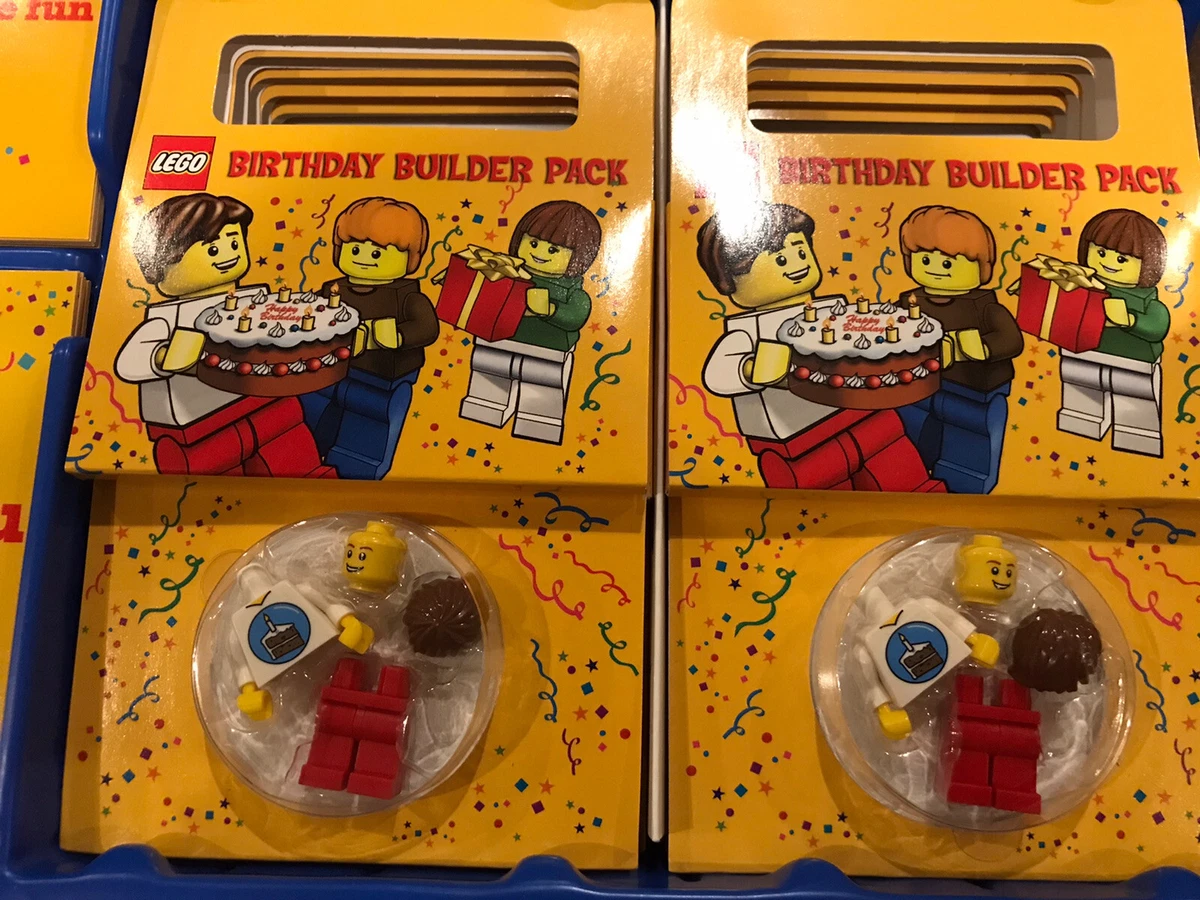 e fun
LEGO
BIRTHDAY BUILDER PACK
Happy
Birthday
BIRTHDAY BUILDER PACK
Happy
Birthday
u